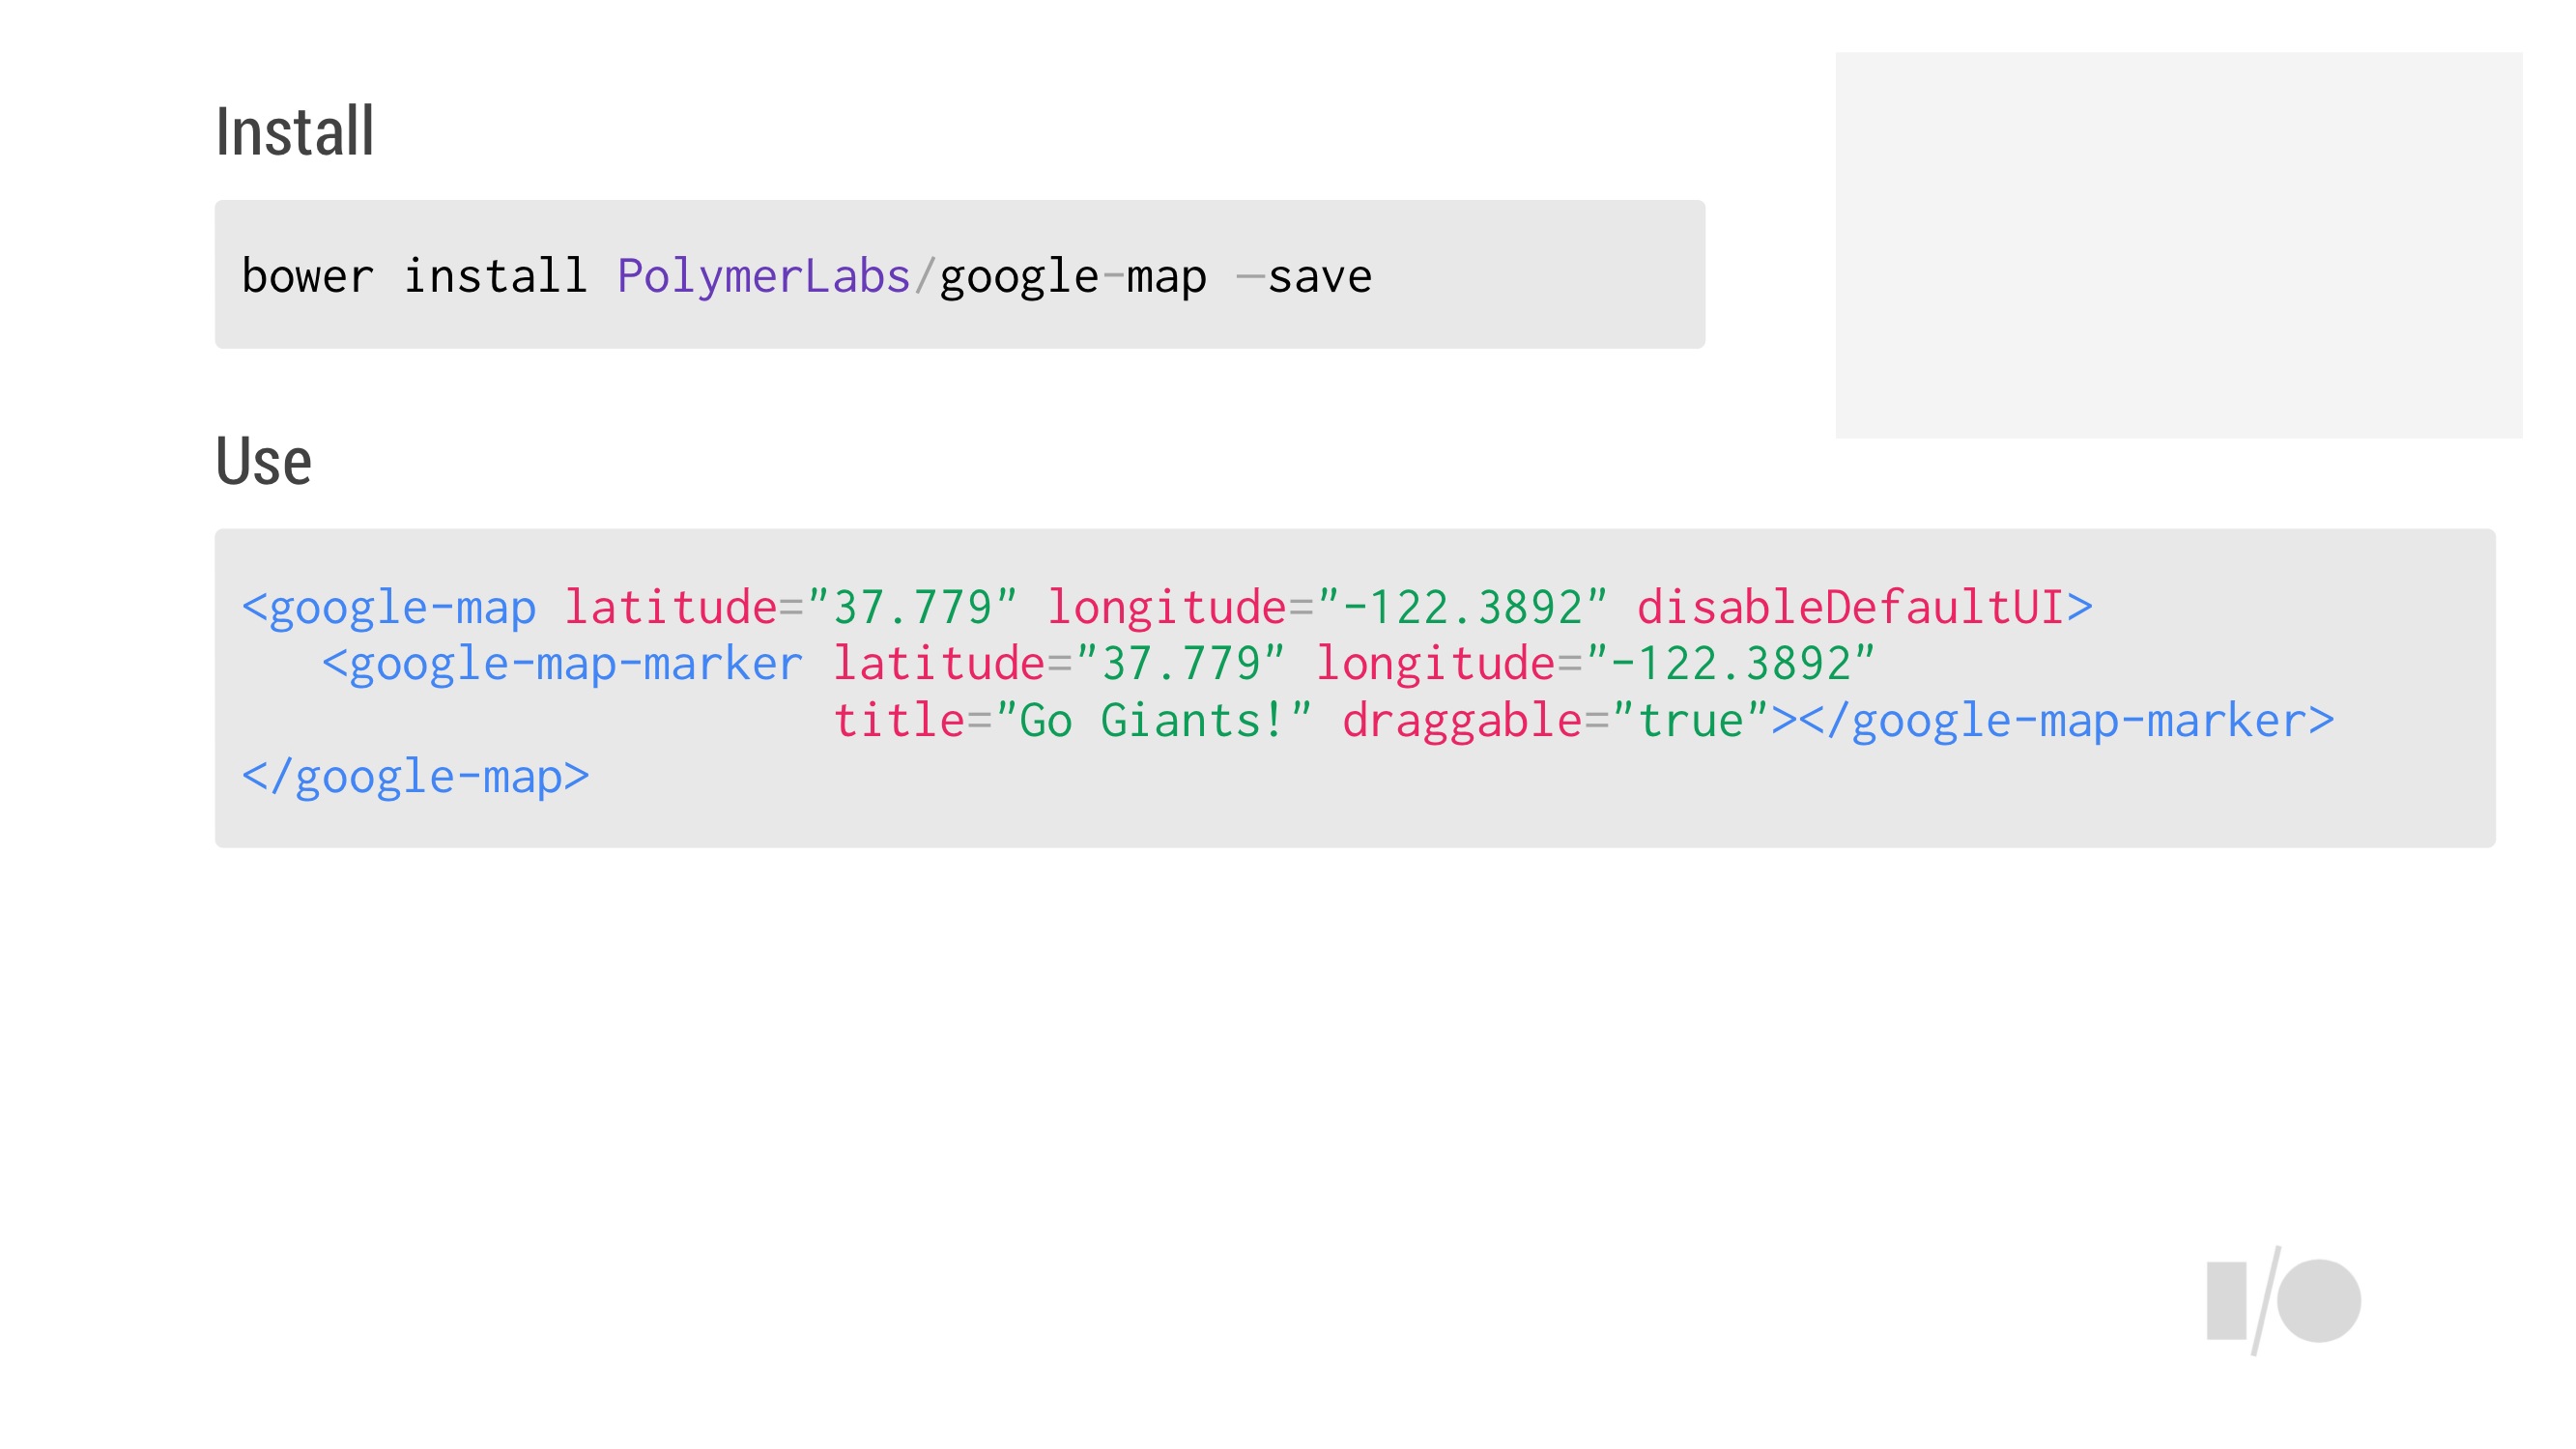 Install
bower install PolymerLabs/google-map —save
Use
<google-map latitude="37.779" longitude="-122.3892" disableDefaultUI>
   <google-map-marker latitude="37.779" longitude="-122.3892"
                      title="Go Giants!" draggable="true"></google-map-marker>
</google-map>
I/O